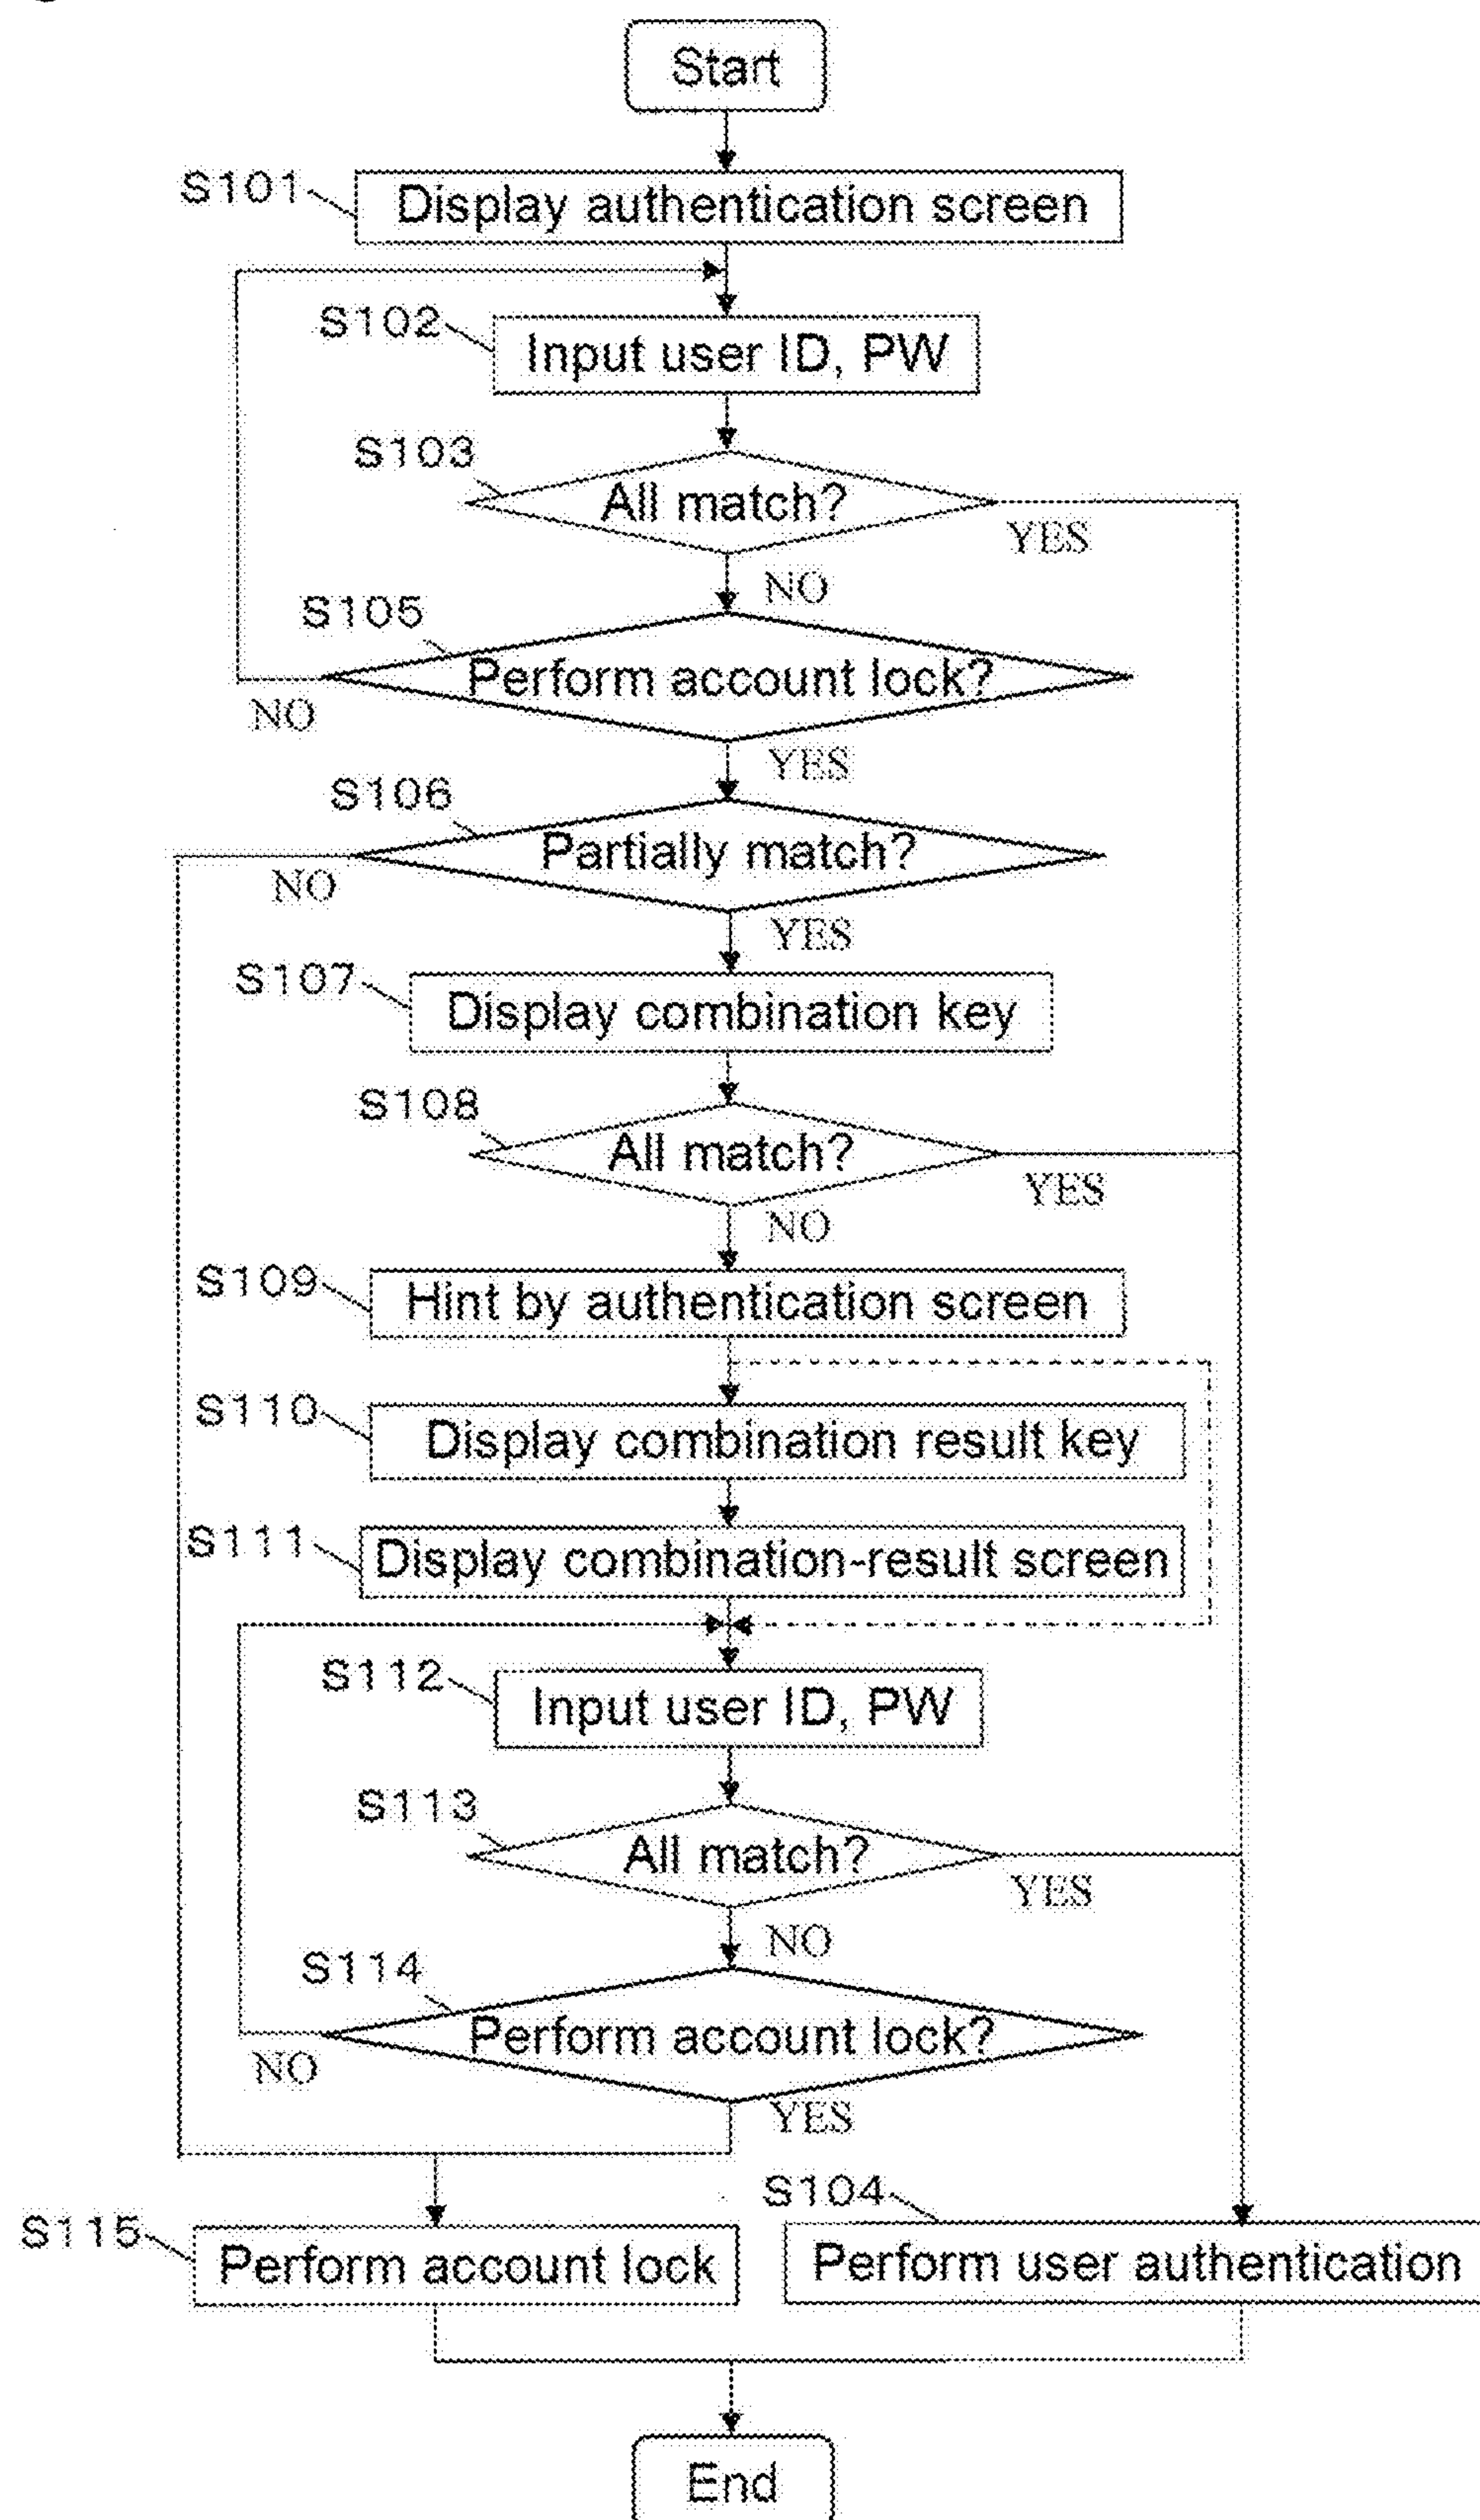 Start
S101
Display authentication screen
S102
Input user ID, PW
S103
All match?
YES
NO
S105
Perform account lock?
NO
YES
S106
Partially match?
NO
YES
S107
Display combination key
S108
All match?
YES
NO
S109
Hint by authentication screen
S110
Display combination result key
S111
Display combination-result screen
S112
Input user ID, PW
S113
All match?
YES
NO
S114
Perform account lock?
NO
YES
S104
S115
Perform account lock
Perform user authentication
End